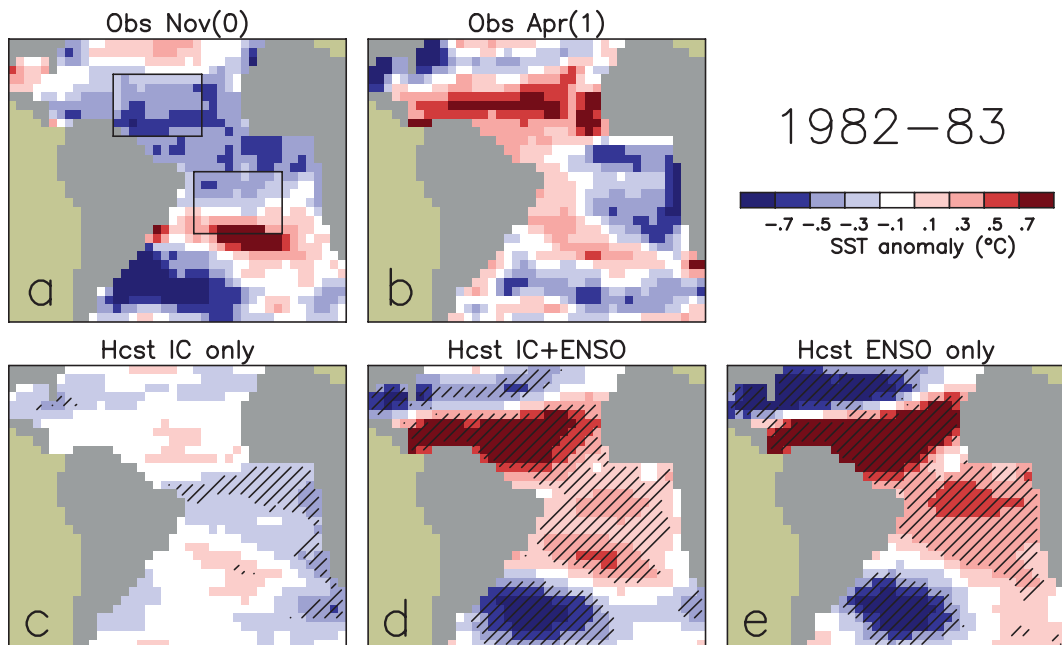 Obs Nov(0)
Obs Apr(1)
1982-83
-.7 -.5 -.3 -.1 .1 .3 .5 .7
SST anomaly (°C)
a
b
Hcst IC only
Hcst IC+ENSO
Hcst ENSO only
c
d
e